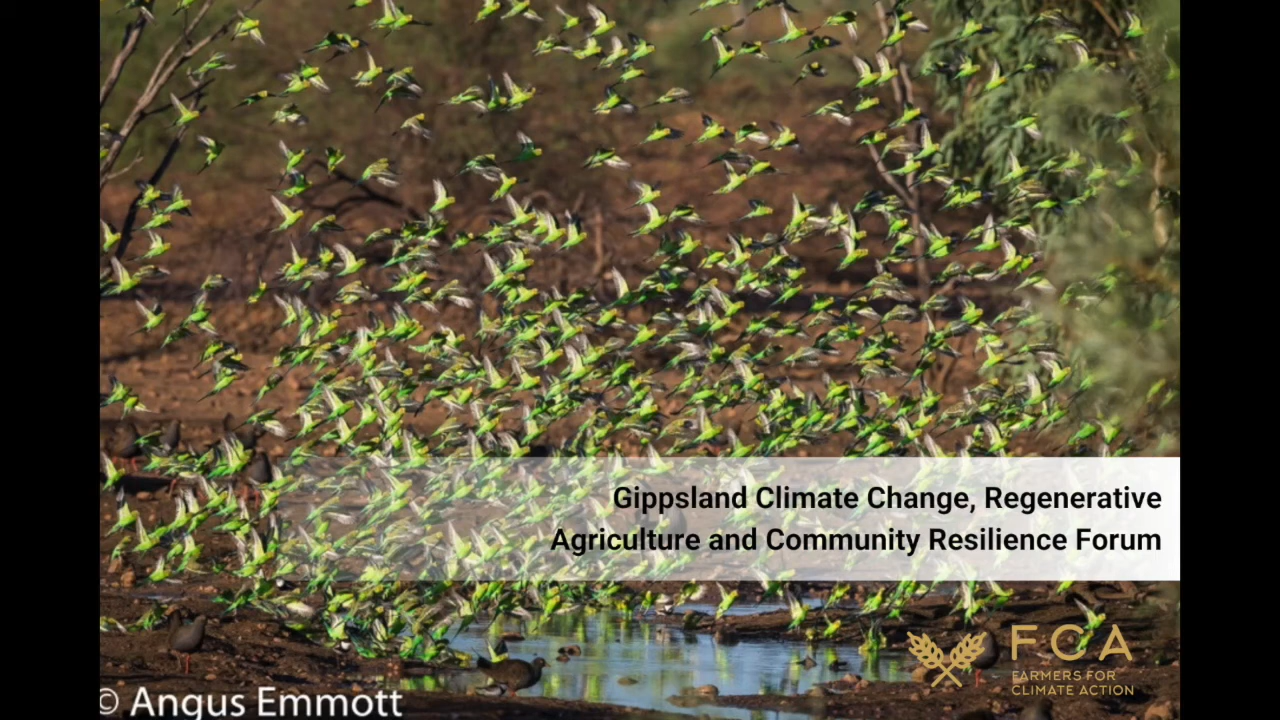 Gippsland Climate Change, Regenerative
Agriculture and Community Resilience Forum
FCA
FARMERS FOR
CLIMATE ACTION
© Angus Emmott